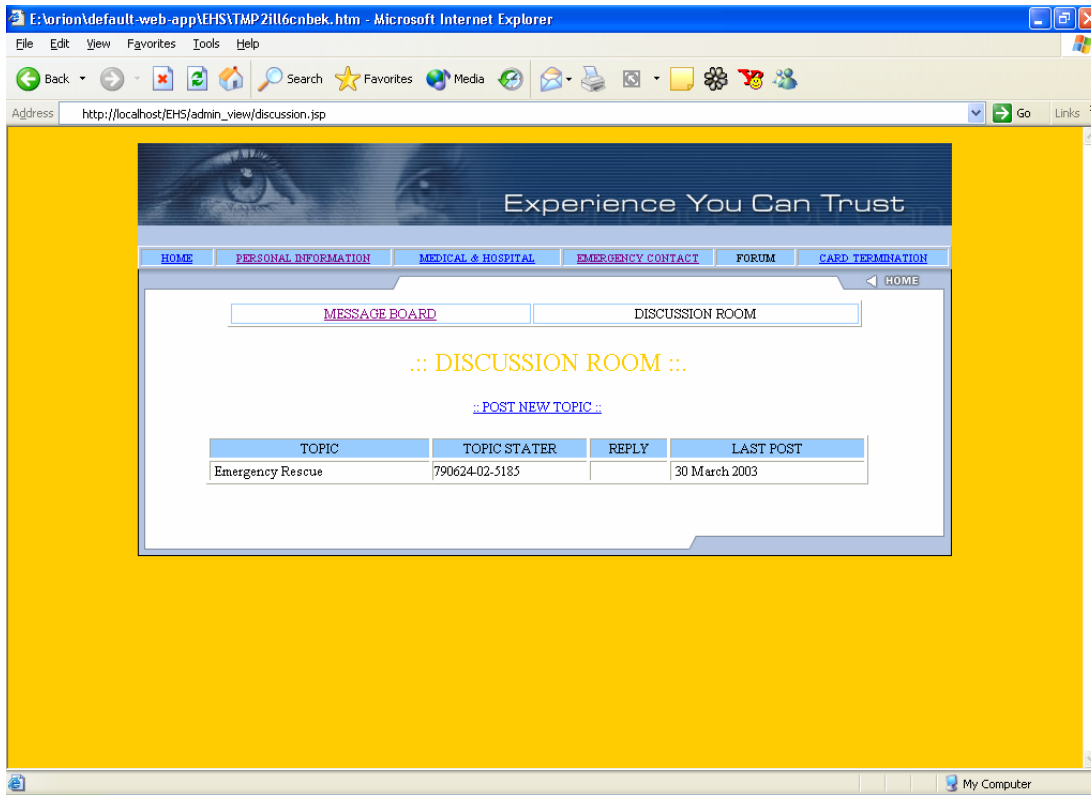 E:\orion\default-web-app\EHS\TMP2ill6cnbek.htm - Microsoft Internet Explorer
File Edit View Favorites Tools Help
Back Search Favorites Media
Address http://localhost/EHS/admin_view/discussion.jsp Go Links
Experience You Can Trust
HOME PERSONAL INFORMATION MEDICAL & HOSPITAL EMERGENCY CONTACT FORUM CARD TERMINATION
HOME
MESSAGE BOARD DISCUSSION ROOM
.:: DISCUSSION ROOM ::.
:: POST NEW TOPIC ::
TOPIC TOPIC STATER REPLY LAST POST
Emergency Rescue 790624-02-5185 30 March 2003
My Computer